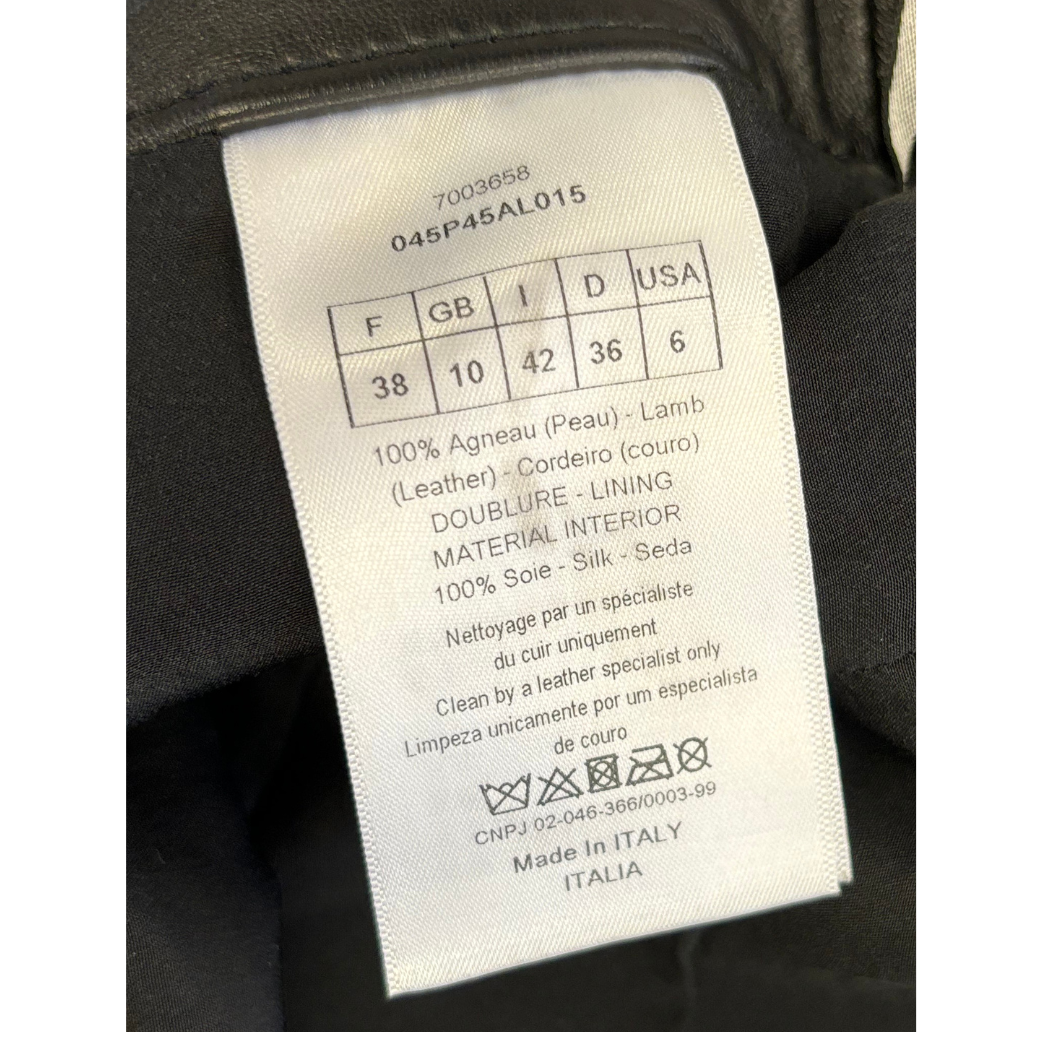 7003658
045P45AL015
F GB I D USA
38 10 42 36 6
100% Agneau (Peau) - Lamb
(Leather) - Cordeiro (couro)
DOUBLURE - LINING
MATERIAL INTERIOR
100% Soie - Silk - Seda
Nettoyage par un spécialiste
du cuir uniquement
Clean by a leather specialist only
Limpeza unicamente por um especialista
de couro
CNPJ 02-046-366/0003-99
Made In ITALY
ITALIA